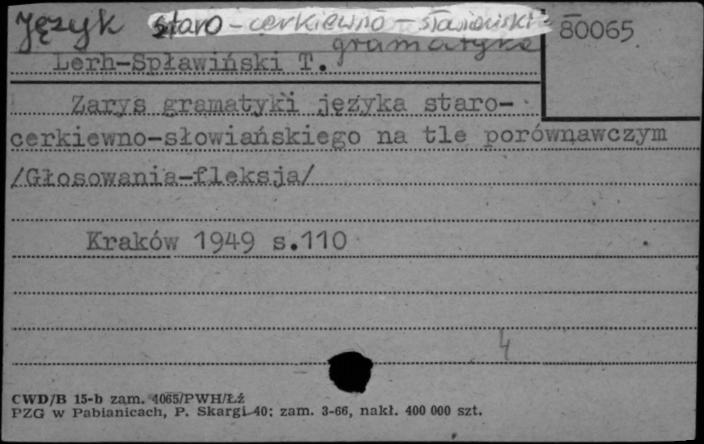 Język staro-cerkiewno-słowiański- 80065
gramatyka
Lerh-Spławiński T.
Zarys gramatyki języka staro-
cerkiewno-słowiańskiego na tle porównawczym
/Głosowania-fleksja/
Kraków 1949 s.110
4
CWD/B 15-b zam. 4065/PWH/Łź
PZG w Pabianicach, P. Skargi 40; zam. 3-66, nakł. 400 000 szt.